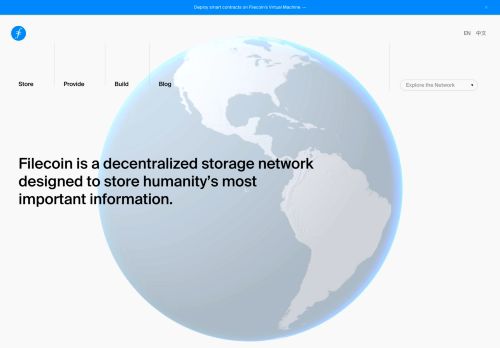 Deploy smart contracts on Filecoin's Virtual Machine —
EN 中文
Store Provide Build Blog Explore the Network
Filecoin is a decentralized storage network
designed to store humanity's most
important information.